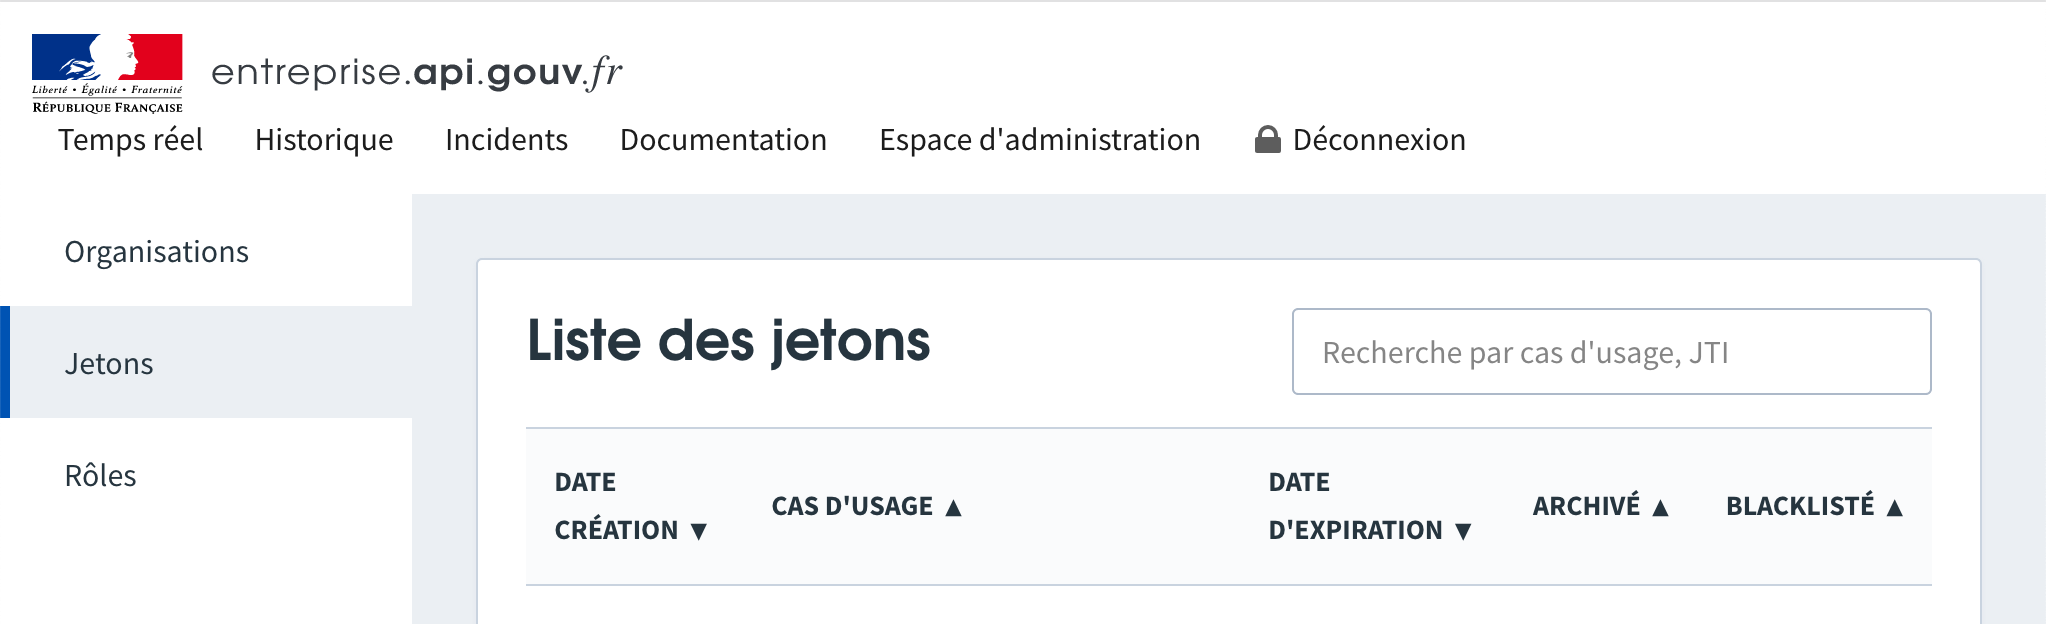 Liberté • Égalité • Fraternité
RÉPUBLIQUE FRANÇAISE
entreprise.api.gouv.fr
Temps réel Historique Incidents Documentation Espace d'administration Déconnexion
Organisations
Jetons
Rôles
Liste des jetons
Recherche par cas d'usage, JTI
DATE
CRÉATION ▼
CAS D'USAGE ▲
DATE
D'EXPIRATION ▼
ARCHIVÉ ▲
BLACKLISTÉ ▲